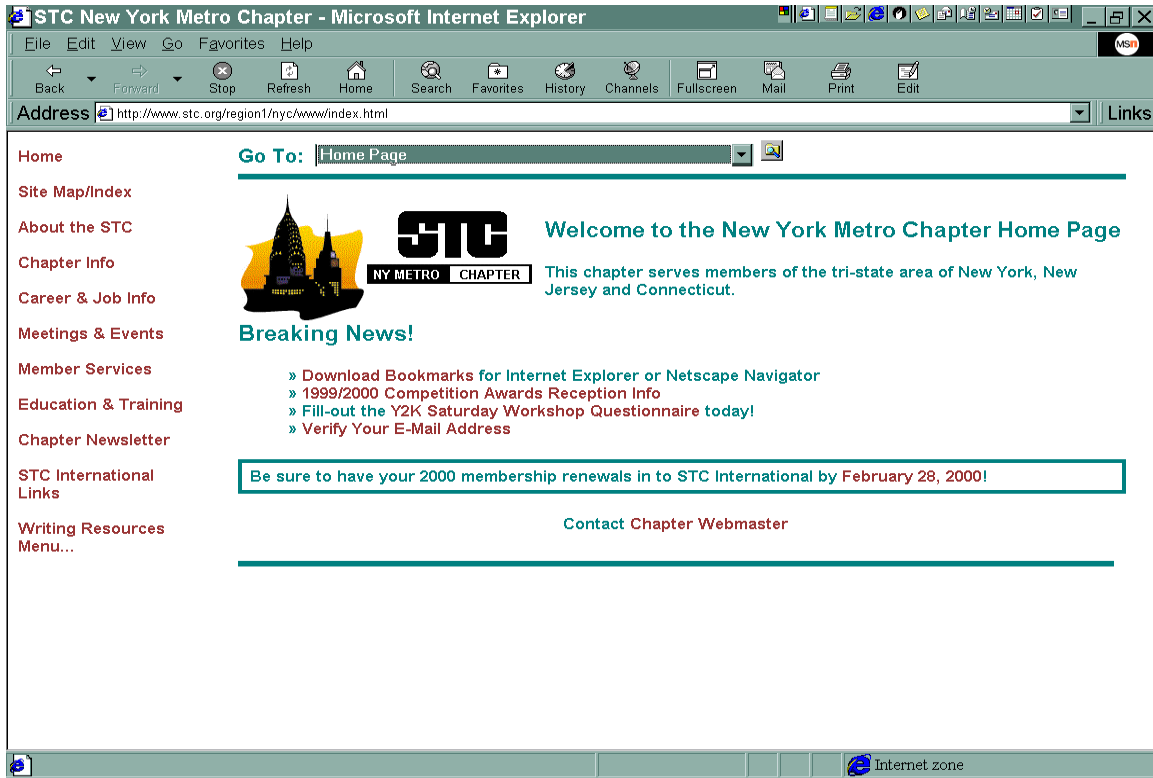 STC New York Metro Chapter - Microsoft Internet Explorer
File Edit View Go Favorites Help
msn
Back Forward Stop Refresh Home Search Favorites History Channels Fullscreen Mail Print Edit
Address http://www.stc.org/region1/nyc/www/index.html Links
Home
Site Map/Index
About the STC
Chapter Info
Career & Job Info
Meetings & Events
Member Services
Education & Training
Chapter Newsletter
STC International
Links
Writing Resources
Menu...
Go To: Home Page
STC
NY METRO CHAPTER
Welcome to the New York Metro Chapter Home Page
This chapter serves members of the tri-state area of New York, New
Jersey and Connecticut.
Breaking News!
» Download Bookmarks for Internet Explorer or Netscape Navigator
» 1999/2000 Competition Awards Reception Info
» Fill-out the Y2K Saturday Workshop Questionnaire today!
» Verify Your E-Mail Address
Be sure to have your 2000 membership renewals in to STC International by February 28, 2000!
Contact Chapter Webmaster
Internet zone